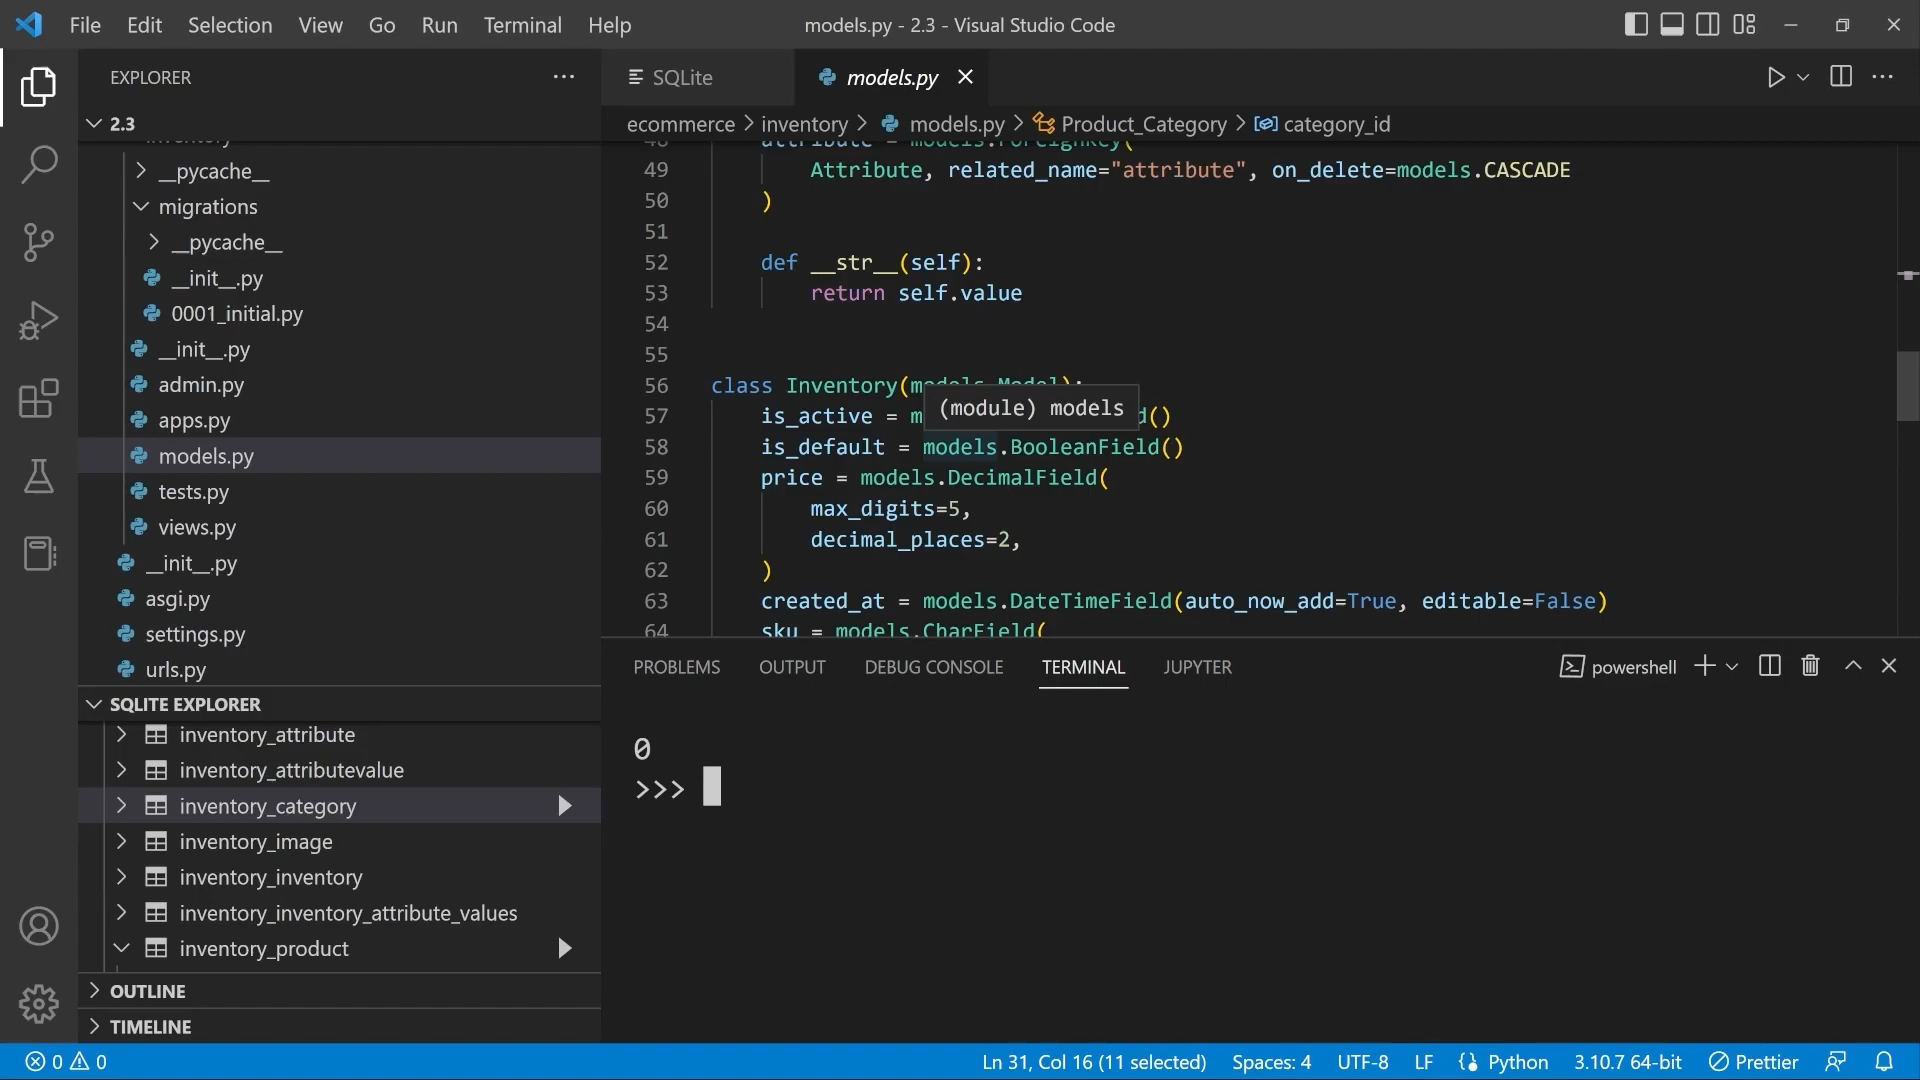 File Edit Selection View Go Run Terminal Help
models.py - 2.3 - Visual Studio Code
EXPLORER
SQLite
models.py
2.3
ecommerce > inventory > models.py > Product_Category > category_id
inventory
__pycache__
migrations
__pycache__
__init__.py
0001_initial.py
__init__.py
admin.py
apps.py
models.py
tests.py
views.py
__init__.py
asgi.py
settings.py
urls.py
SQLITE EXPLORER
inventory_attribute
inventory_attributevalue
inventory_category
inventory_image
inventory_inventory
inventory_inventory_attribute_values
inventory_product
OUTLINE
TIMELINE
48 attribute = models.ForeignKey(
49 Attribute, related_name="attribute", on_delete=models.CASCADE
50 )
51
52 def __str__(self):
53 return self.value
54
55
56 class Inventory(models.Model):
(module) models
57 is_active = m d()
58 is_default = models.BooleanField()
59 price = models.DecimalField(
60 max_digits=5,
61 decimal_places=2,
62 )
63 created_at = models.DateTimeField(auto_now_add=True, editable=False)
64 sku = models.CharField(
PROBLEMS OUTPUT DEBUG CONSOLE TERMINAL JUPYTER
powershell
0
>>>
0 0
Ln 31, Col 16 (11 selected) Spaces: 4 UTF-8 LF Python 3.10.7 64-bit Prettier